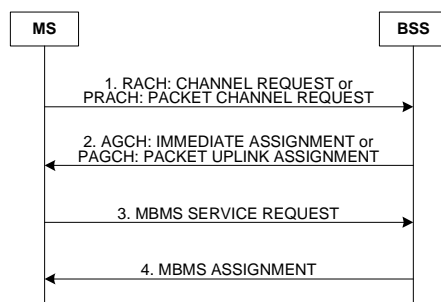 MS
BSS
1. RACH: CHANNEL REQUEST or
PRACH: PACKET CHANNEL REQUEST
2. AGCH: IMMEDIATE ASSIGNMENT or
PAGCH: PACKET UPLINK ASSIGNMENT
3. MBMS SERVICE REQUEST
4. MBMS ASSIGNMENT